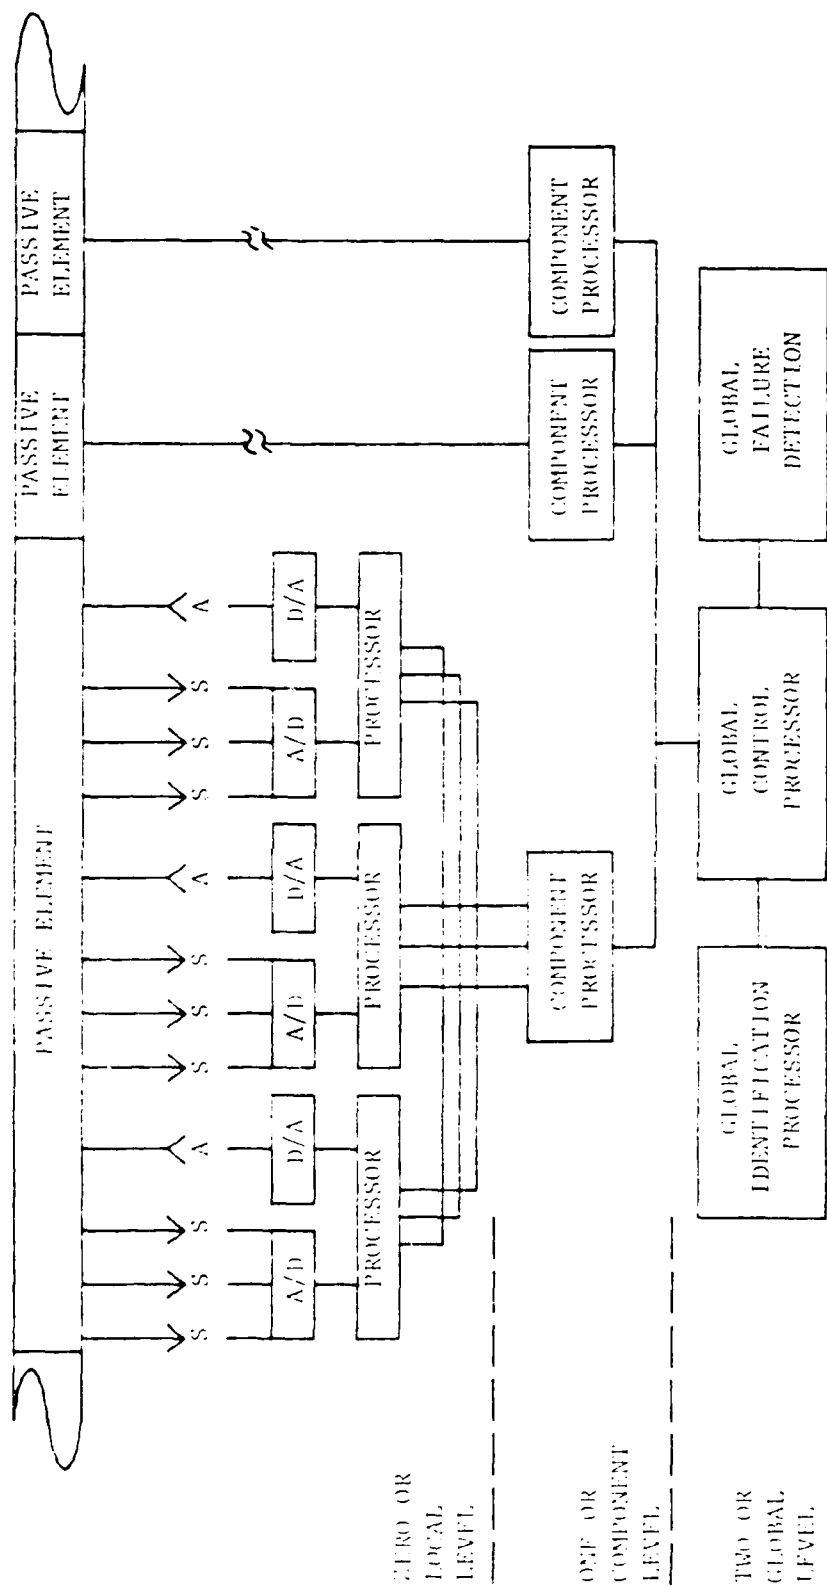 PASSIVE ELEMENT
PASSIVE
ELEMENT
PASSIVE
ELEMENT
S
S
S
A
S
S
S
A
S
S
S
A
A/D
D/A
A/D
D/A
A/D
D/A
PROCESSOR
PROCESSOR
PROCESSOR
ZERO OR
LOCAL
LEVEL
COMPONENT
PROCESSOR
COMPONENT
PROCESSOR
COMPONENT
PROCESSOR
ONE OR
COMPONENT
LEVEL
GLOBAL
IDENTIFICATION
PROCESSOR
GLOBAL
CONTROL
PROCESSOR
GLOBAL
FAILURE
DETECTION
TWO OR
GLOBAL
LEVEL